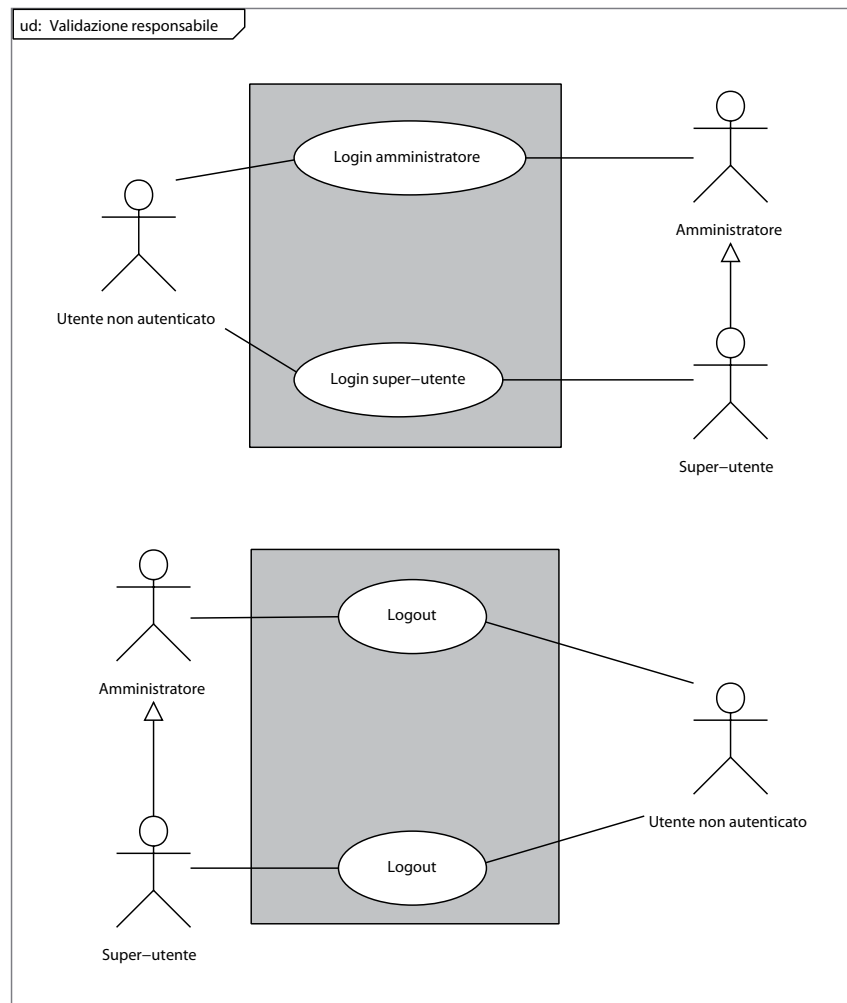 ud: Validazione responsabile
Login amministratore
Amministratore
Utente non autenticato
Login super−utente
Super−utente
Logout
Amministratore
Utente non autenticato
Logout
Super−utente